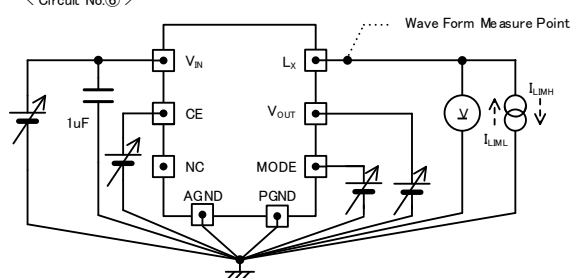 < Circuit No.⑥ >
Wave Form Measure Point
VIN
LX
ILIMH
1uF
CE
VOUT
V
ILIML
NC
MODE
AGND
PGND